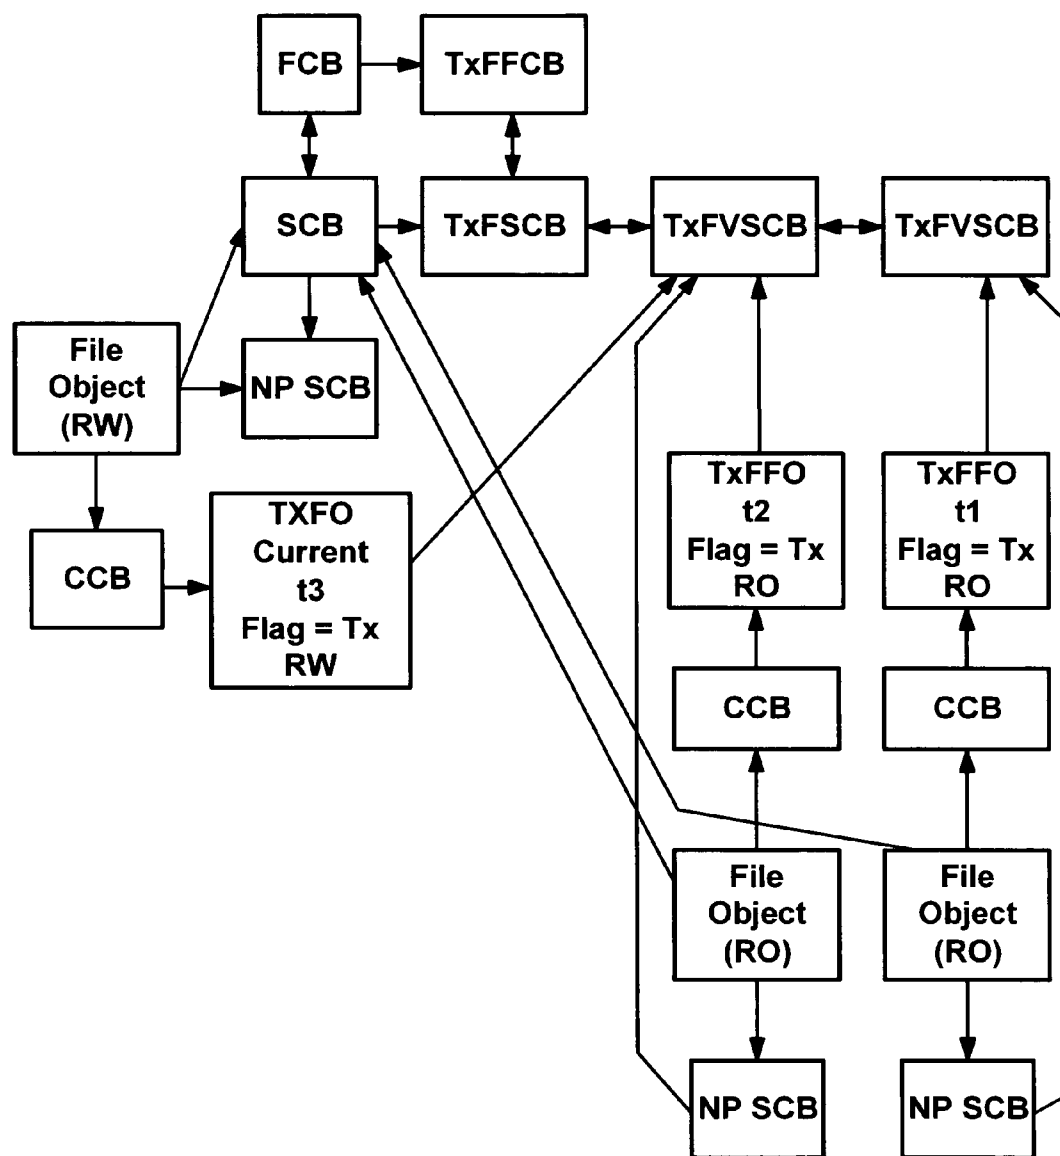 FCB
TxFFCB
SCB
TxFSCB
TxFVSCB
TxFVSCB
File
Object
(RW)
NP SCB
CCB
TXFO
Current
t3
Flag = Tx
RW
TxFFO
t2
Flag = Tx
RO
TxFFO
t1
Flag = Tx
RO
CCB
CCB
File
Object
(RO)
File
Object
(RO)
NP SCB
NP SCB